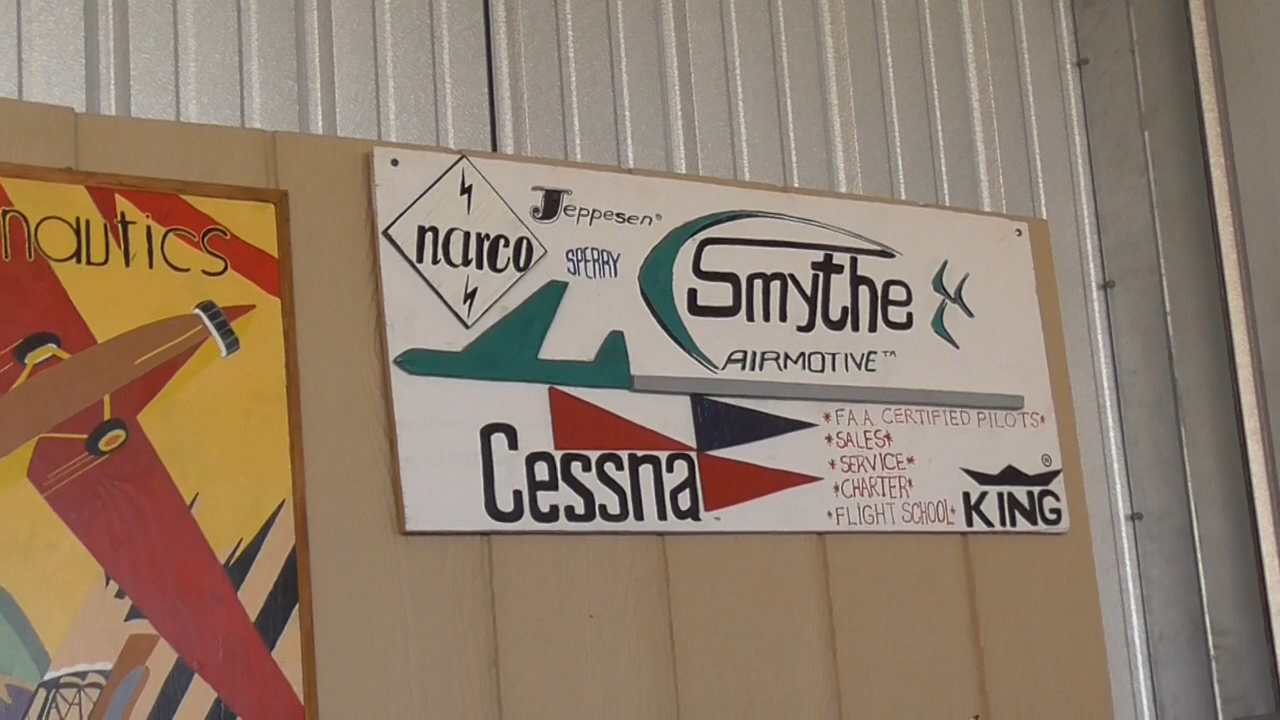 nautics
narco
Jeppesen®
SPERRY
Smythe
AIRMOTIVE™
Cessna
*F.A.A. CERTIFIED PILOTS*
*SALES*
*SERVICE*
*CHARTER*
*FLIGHT SCHOOL*
®
KING